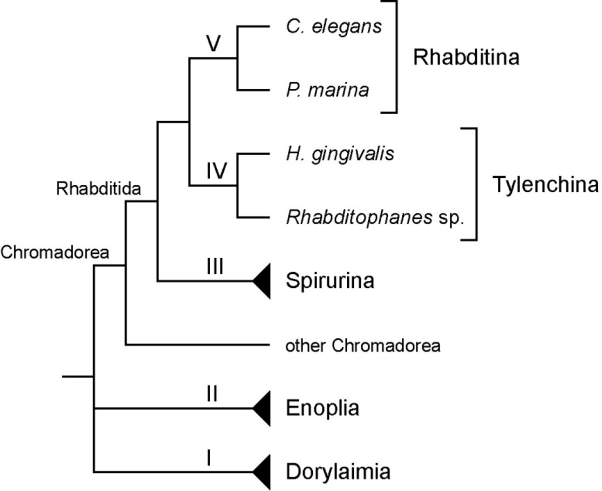 V
C. elegans
Rhabditina
P. marina
IV
H. gingivalis
Tylenchina
Rhabditophanes sp.
Rhabditida
Chromadorea
III
Spirurina
other Chromadorea
II
Enoplia
I
Dorylaimia